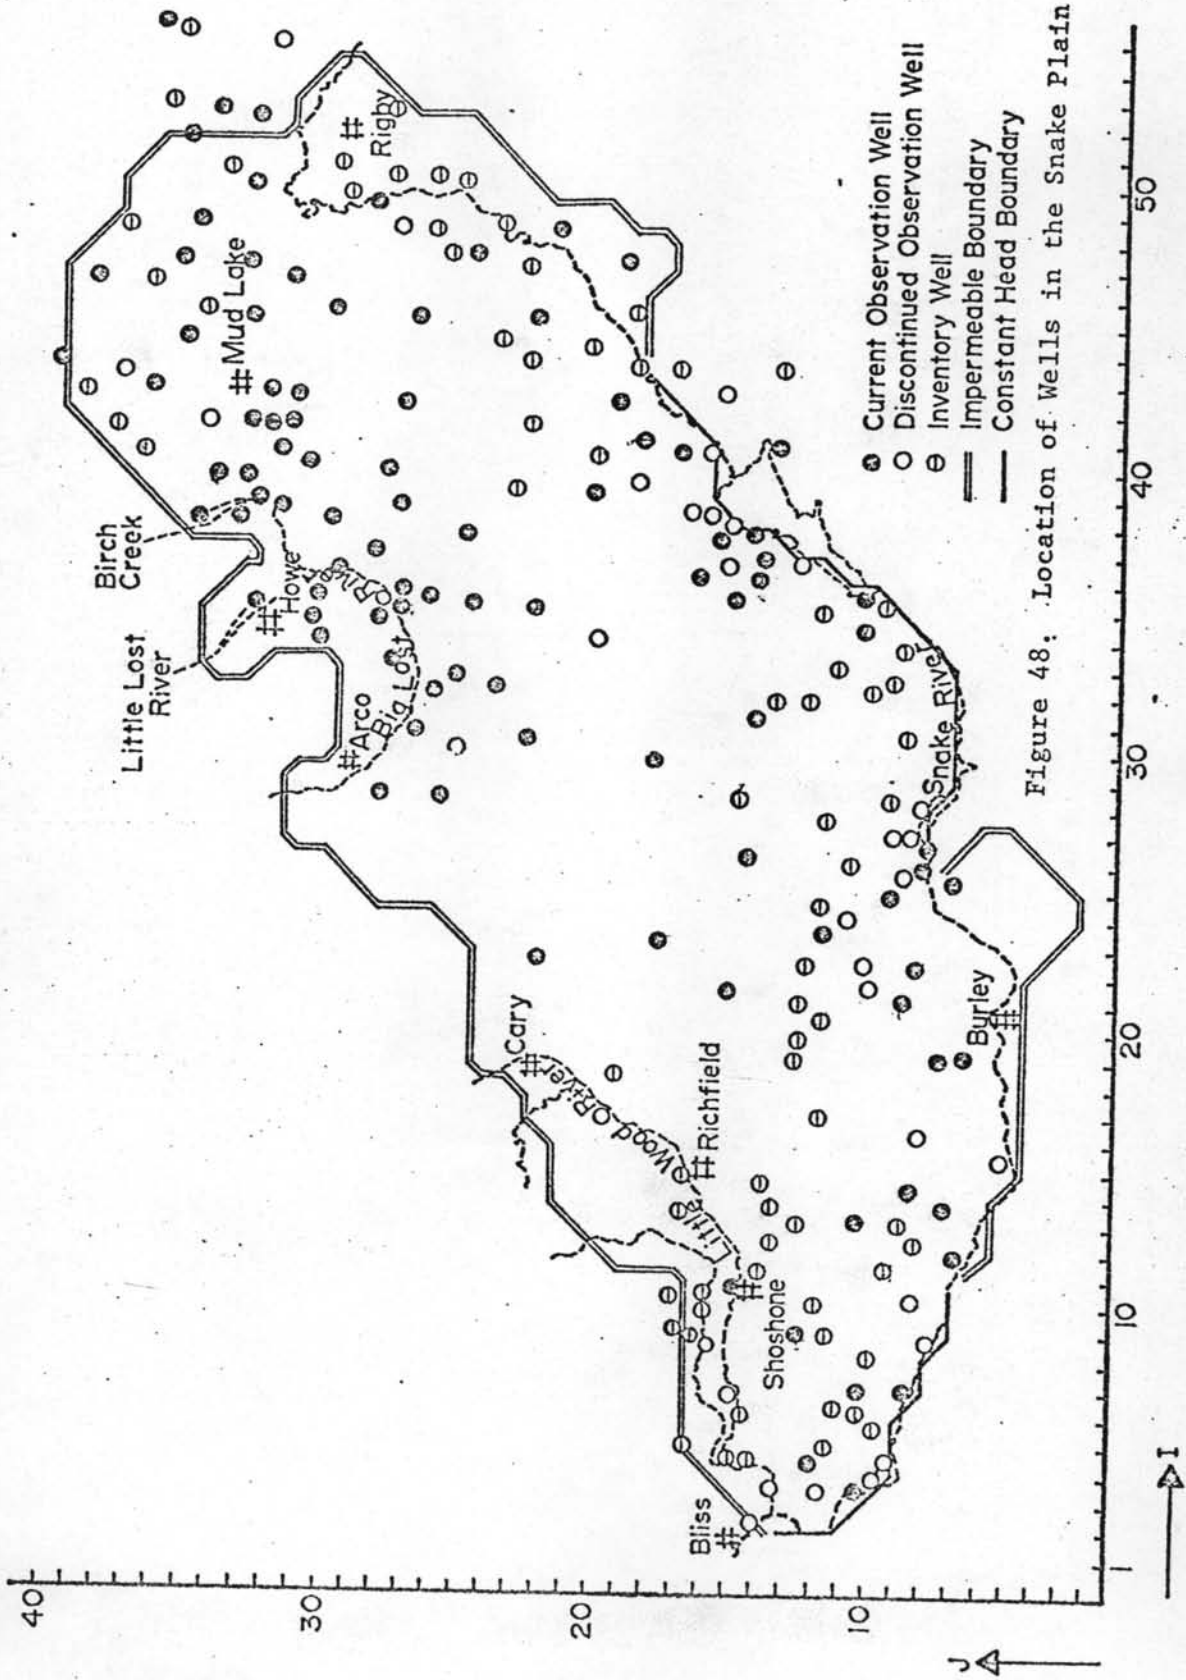 Birch
Creek
Little Lost
River
Howe
Mud Lake
Rigby
Arco
Big Lost
River
Cary
Little Wood River
Richfield
Shoshone
Bliss
Burley
Snake River
Current Observation Well
Discontinued Observation Well
Inventory Well
Impermeable Boundary
Constant Head Boundary
Figure 48: Location of Wells in the Snake Plain
40
30
20
10
J
1
10
20
30
40
50
I